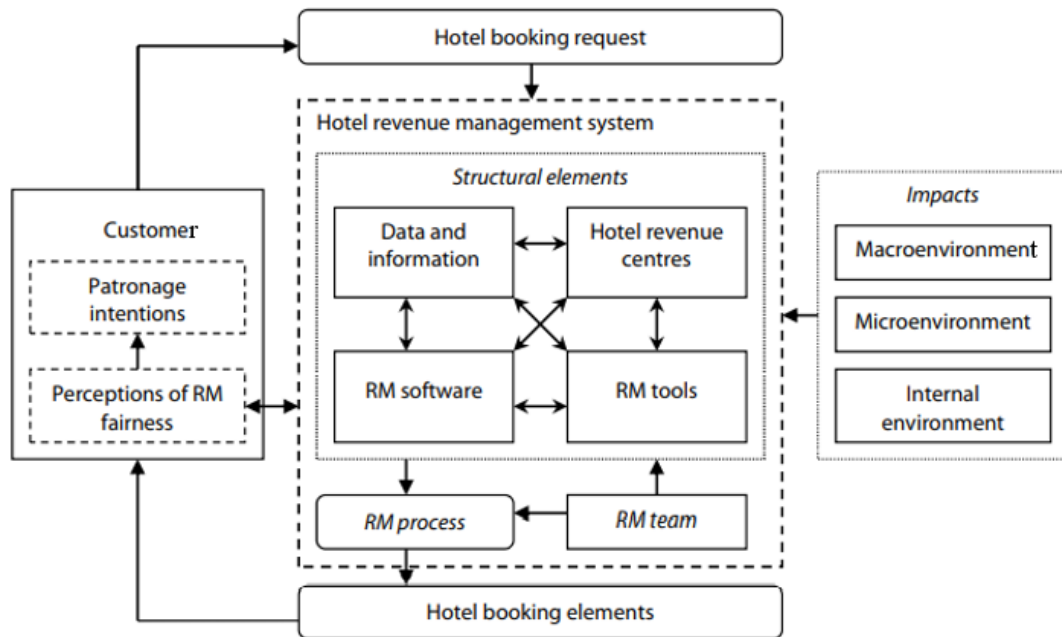 Hotel booking request
Hotel revenue management system
Structural elements
Impacts
Customer
Data and
information
Hotel revenue
centres
Macroenvironment
Patronage
intentions
Microenvironment
Perceptions of RM
fairness
RM software
RM tools
Internal
environment
RM process
RM team
Hotel booking elements